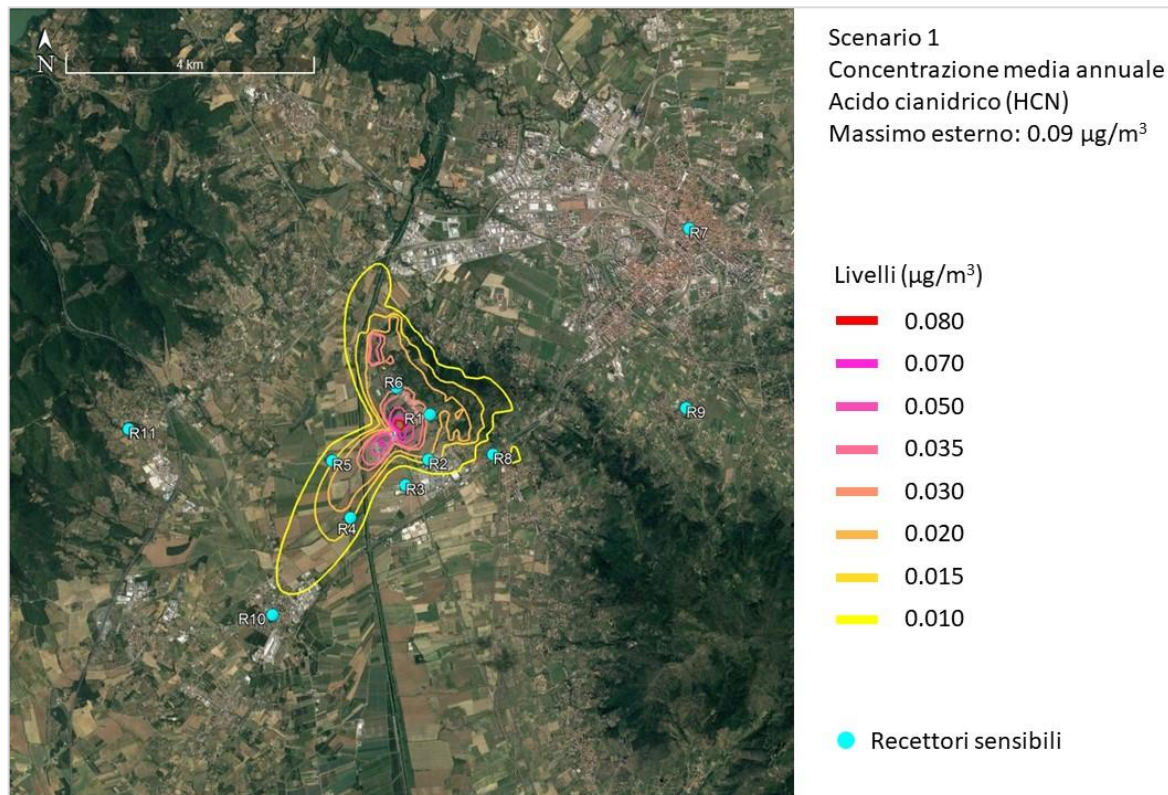 Scenario 1
Concentrazione media annuale
Acido cianidrico (HCN)
Massimo esterno: 0.09 µg/m³
N
4 km
R7
Livelli (µg/m³)
0.080
0.070
0.050
0.035
0.030
0.020
0.015
0.010
R6
R1
R9
R11
R5
R2
R8
R3
R4
R10
Recettori sensibili